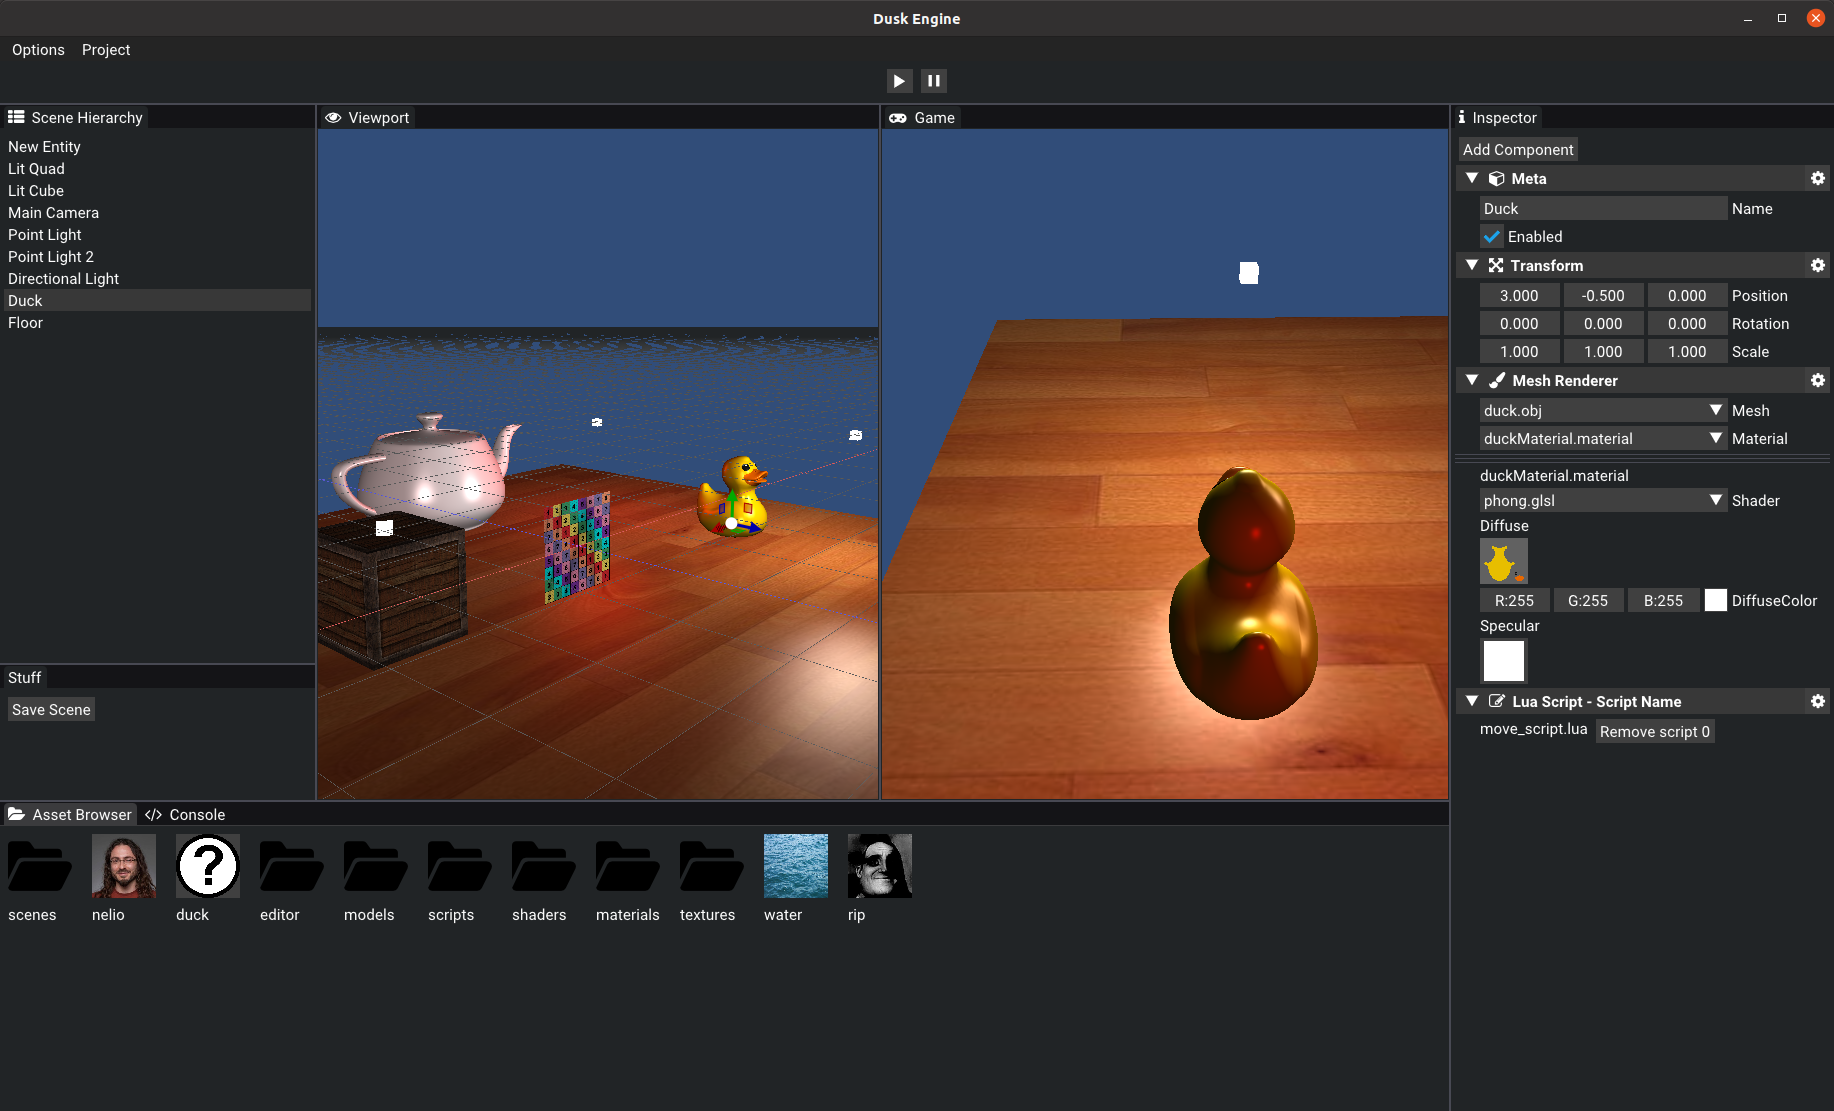 Dusk Engine
Options Project
Scene Hierarchy
New Entity
Lit Quad
Lit Cube
Main Camera
Point Light
Point Light 2
Directional Light
Duck
Floor
Stuff
Save Scene
Viewport
Game
Inspector
Add Component
Meta
Duck Name
Enabled
Transform
3.000 -0.500 0.000 Position
0.000 0.000 0.000 Rotation
1.000 1.000 1.000 Scale
Mesh Renderer
duck.obj Mesh
duckMaterial.material Material
duckMaterial.material
phong.glsl Shader
Diffuse
R:255 G:255 B:255 DiffuseColor
Specular
Lua Script - Script Name
move_script.lua Remove script 0
Asset Browser </> Console
?
scenes nelio duck editor models scripts shaders materials textures water rip